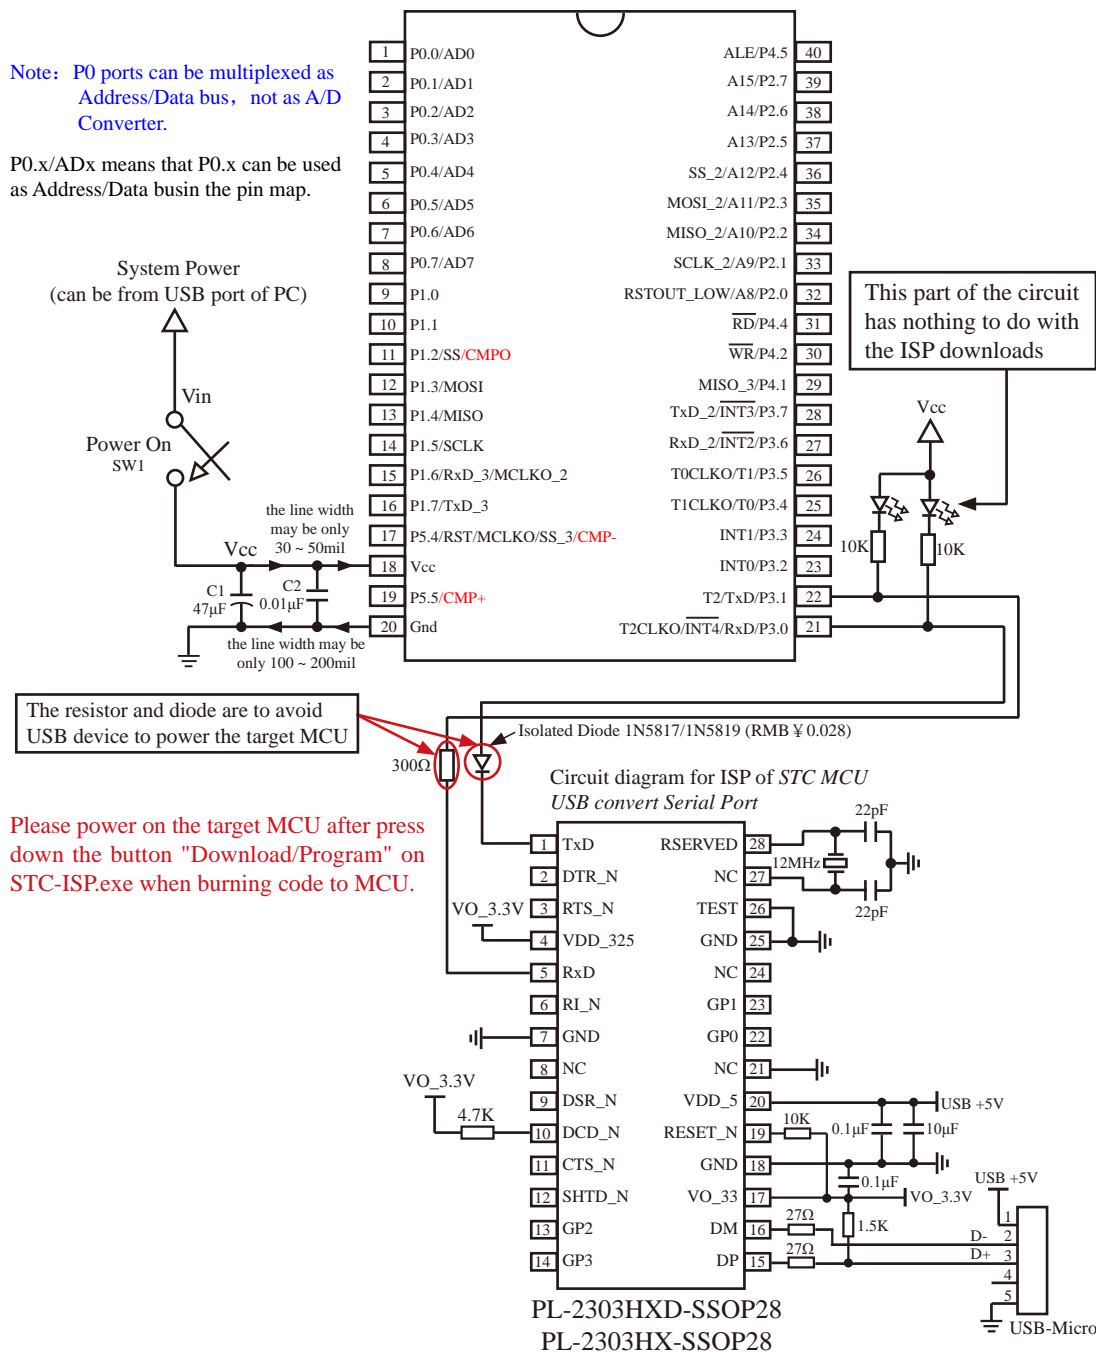 Note：P0 ports can be multiplexed as
Address/Data bus，not as A/D
Converter.
P0.x/ADx means that P0.x can be used
as Address/Data busin the pin map.
System Power
(can be from USB port of PC)
Vin
Power On
SW1
the line width
may be only
30 ~ 50mil
Vcc
C1
47μF
C2
0.01μF
the line width may be
only 100 ~ 200mil
1 P0.0/AD0
2 P0.1/AD1
3 P0.2/AD2
4 P0.3/AD3
5 P0.4/AD4
6 P0.5/AD5
7 P0.6/AD6
8 P0.7/AD7
9 P1.0
10 P1.1
11 P1.2/SS/CMPO
12 P1.3/MOSI
13 P1.4/MISO
14 P1.5/SCLK
15 P1.6/RxD_3/MCLKO_2
16 P1.7/TxD_3
17 P5.4/RST/MCLKO/SS_3/CMP-
18 Vcc
19 P5.5/CMP+
20 Gnd
ALE/P4.5 40
A15/P2.7 39
A14/P2.6 38
A13/P2.5 37
SS_2/A12/P2.4 36
MOSI_2/A11/P2.3 35
MISO_2/A10/P2.2 34
SCLK_2/A9/P2.1 33
RSTOUT_LOW/A8/P2.0 32
RD/P4.4 31
WR/P4.2 30
MISO_3/P4.1 29
TxD_2/INT3/P3.7 28
RxD_2/INT2/P3.6 27
T0CLKO/T1/P3.5 26
T1CLKO/T0/P3.4 25
INT1/P3.3 24
INT0/P3.2 23
T2/TxD/P3.1 22
T2CLKO/INT4/RxD/P3.0 21
This part of the circuit
has nothing to do with
the ISP downloads
Vcc
10K
10K
The resistor and diode are to avoid
USB device to power the target MCU
300Ω
Isolated Diode 1N5817/1N5819 (RMB ¥ 0.028)
Please power on the target MCU after press
down the button "Download/Program" on
STC-ISP.exe when burning code to MCU.
Circuit diagram for ISP of STC MCU
USB convert Serial Port
1 TxD
2 DTR_N
3 RTS_N
4 VDD_325
5 RxD
6 RI_N
7 GND
8 NC
9 DSR_N
10 DCD_N
11 CTS_N
12 SHTD_N
13 GP2
14 GP3
VO_3.3V
VO_3.3V
4.7K
RSERVED 28
NC 27
TEST 26
GND 25
NC 24
GP1 23
GP0 22
NC 21
VDD_5 20
RESET_N 19
GND 18
VO_33 17
DM 16
DP 15
22pF
12MHz
22pF
USB +5V
10K
0.1μF
10μF
0.1μF
VO_3.3V
1.5K
27Ω
27Ω
USB +5V
D-
D+
1
2
3
4
5
USB-Micro
PL-2303HXD-SSOP28
PL-2303HX-SSOP28